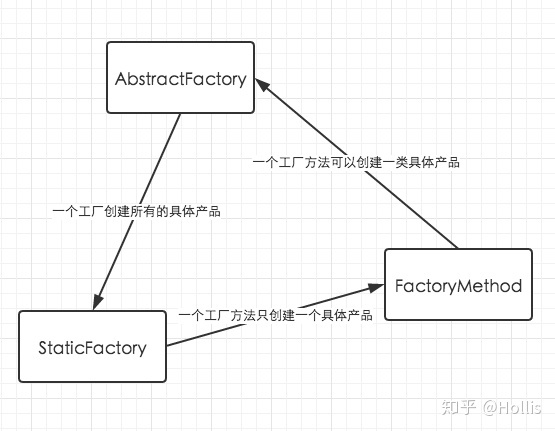 AbstractFactory
一个工厂方法可以创建一类具体产品
一个工厂创建所有的具体产品
FactoryMethod
一个工厂方法只创建一个具体产品
StaticFactory
知乎 @Hollis